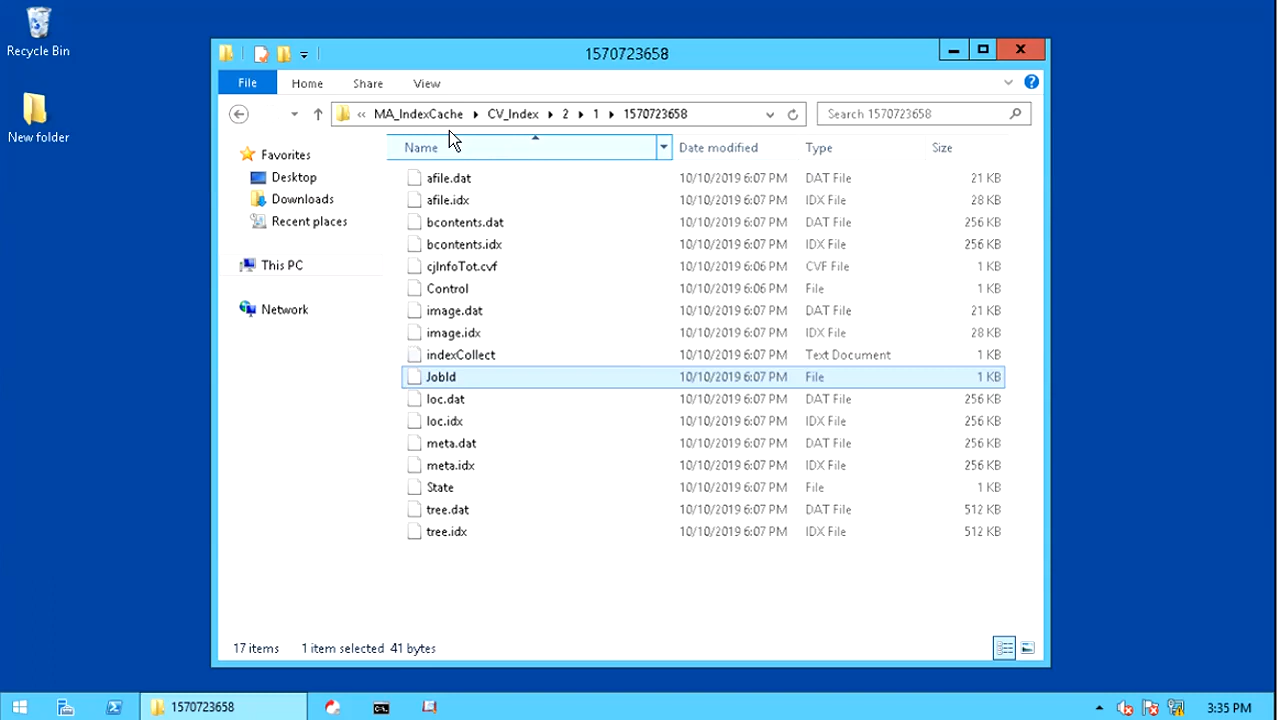 Recycle Bin
New folder
1570723658
File Home Share View
« MA_IndexCache CV_Index 2 1 1570723658 Search 1570723658
Name Date modified Type Size
Favorites
Desktop
Downloads
Recent places
This PC
Network
afile.dat 10/10/2019 6:07 PM DAT File 21 KB
afile.idx 10/10/2019 6:07 PM IDX File 28 KB
bcontents.dat 10/10/2019 6:07 PM DAT File 256 KB
bcontents.idx 10/10/2019 6:07 PM IDX File 256 KB
cjInfoTot.cvf 10/10/2019 6:06 PM CVF File 1 KB
Control 10/10/2019 6:06 PM File 1 KB
image.dat 10/10/2019 6:07 PM DAT File 21 KB
image.idx 10/10/2019 6:07 PM IDX File 28 KB
indexCollect 10/10/2019 6:07 PM Text Document 1 KB
JobId 10/10/2019 6:07 PM File 1 KB
loc.dat 10/10/2019 6:07 PM DAT File 256 KB
loc.idx 10/10/2019 6:07 PM IDX File 256 KB
meta.dat 10/10/2019 6:07 PM DAT File 256 KB
meta.idx 10/10/2019 6:07 PM IDX File 256 KB
State 10/10/2019 6:07 PM File 1 KB
tree.dat 10/10/2019 6:07 PM DAT File 512 KB
tree.idx 10/10/2019 6:07 PM IDX File 512 KB
17 items 1 item selected 41 bytes
1570723658 3:35 PM